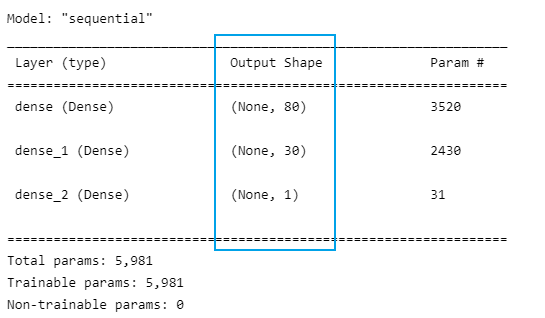 Model: "sequential"
_________________________________________________________________
Layer (type) Output Shape Param #
=================================================================
dense (Dense) (None, 80) 3520
dense_1 (Dense) (None, 30) 2430
dense_2 (Dense) (None, 1) 31
=================================================================
Total params: 5,981
Trainable params: 5,981
Non-trainable params: 0